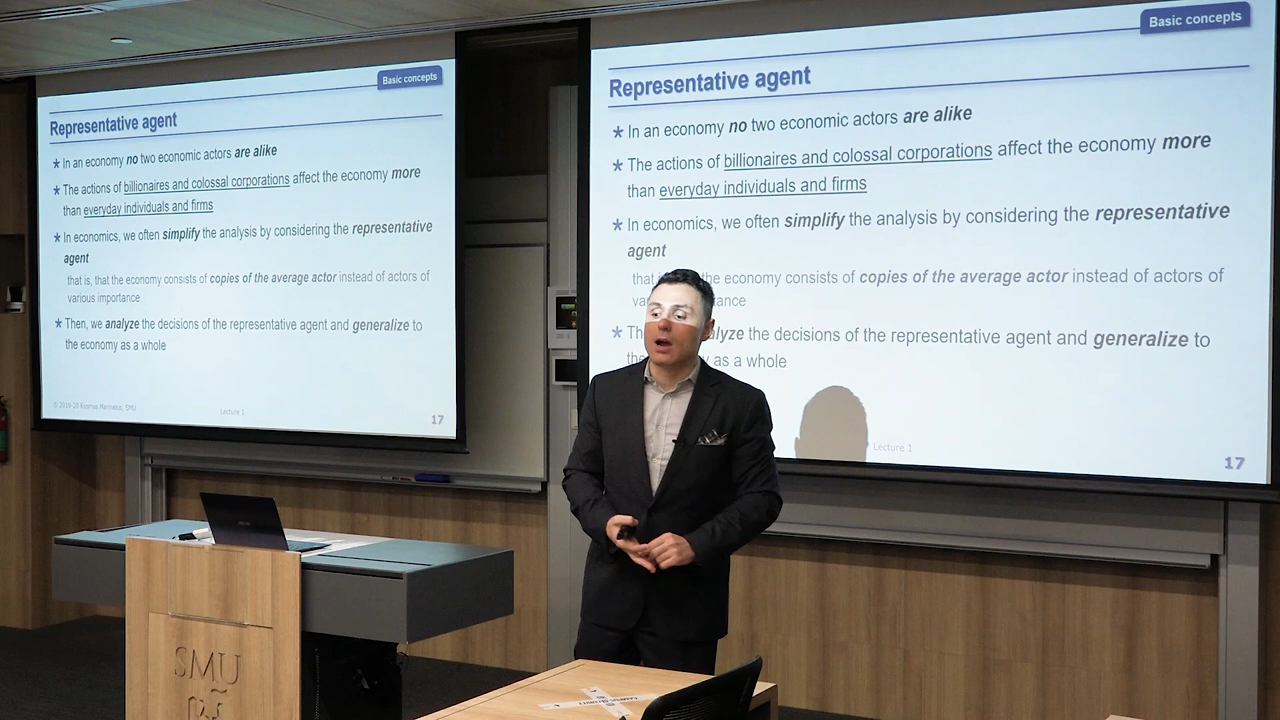 Basic concepts
Representative agent
* In an economy no two economic actors are alike
* The actions of billionaires and colossal corporations affect the economy more
than everyday individuals and firms
* In economics, we often simplify the analysis by considering the representative
agent
that is, that the economy consists of copies of the average actor instead of actors of
various importance
* Then, we analyze the decisions of the representative agent and generalize to
the economy as a whole
© 2019-20 Kosmas Marinakis, SMU
Lecture 1
17
Basic concepts
Representative agent
* In an economy no two economic actors are alike
* The actions of billionaires and colossal corporations affect the economy more
than everyday individuals and firms
* In economics, we often simplify the analysis by considering the representative
agent
the economy consists of copies of the average actor instead of actors of
* the decisions of the representative agent and generalize to
as a whole
Lecture 1
17
SMU